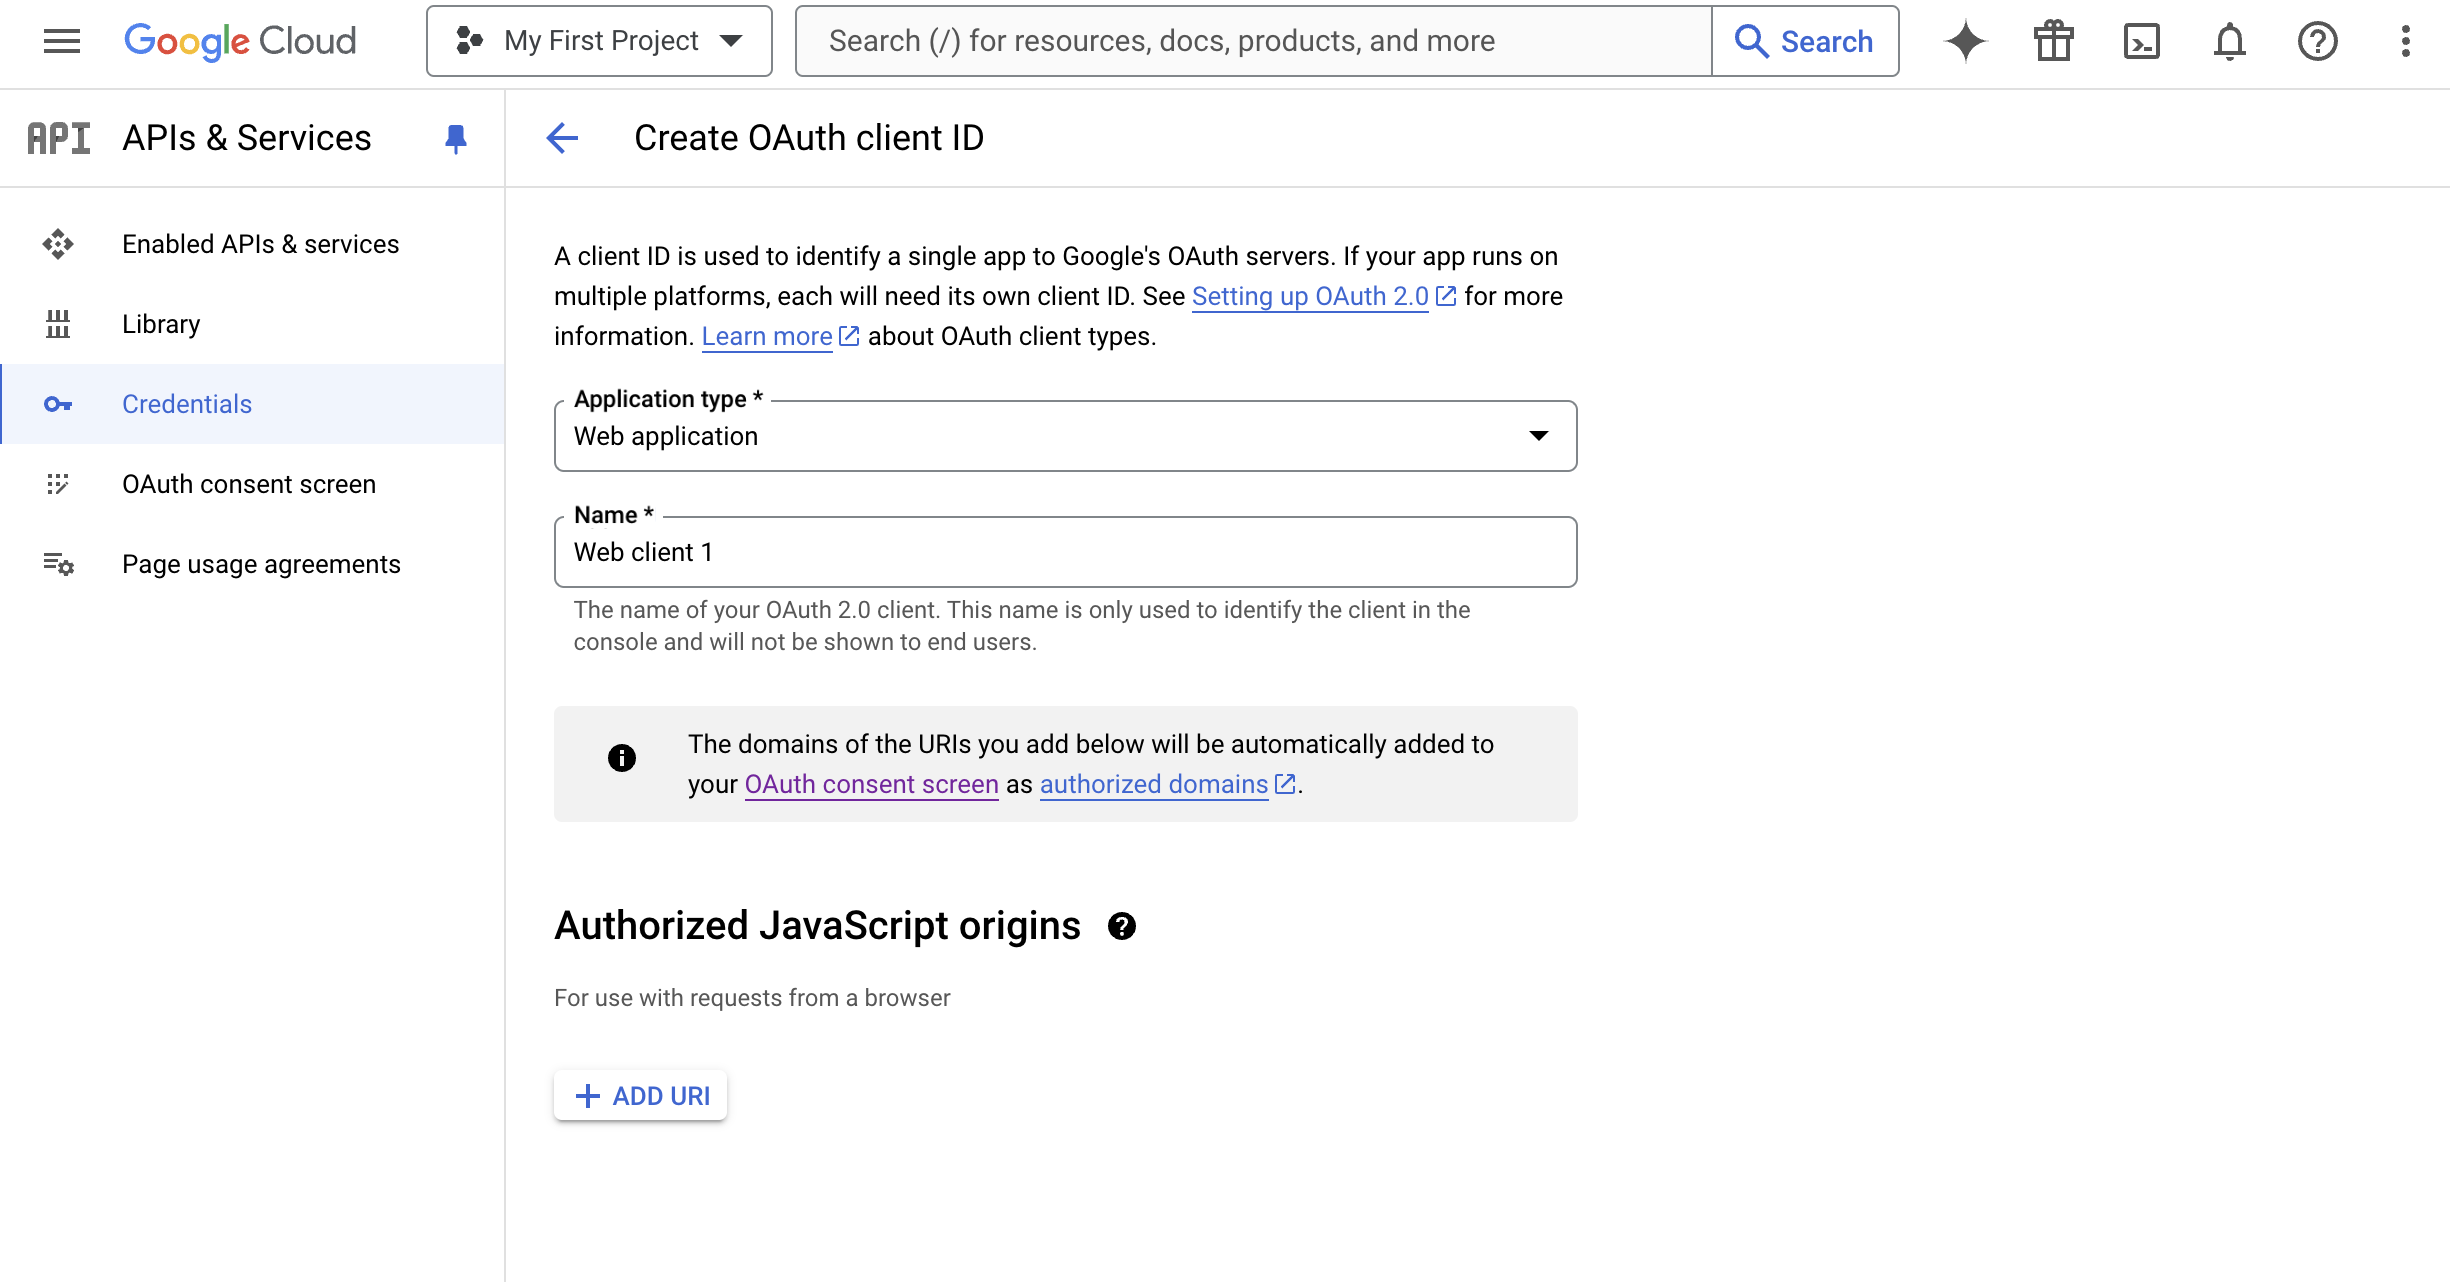 Google Cloud
My First Project
Search (/) for resources, docs, products, and more
Search
API
APIs & Services
Create OAuth client ID
Enabled APIs & services
Library
Credentials
OAuth consent screen
Page usage agreements
A client ID is used to identify a single app to Google's OAuth servers. If your app runs on
multiple platforms, each will need its own client ID. See Setting up OAuth 2.0 for more
information. Learn more about OAuth client types.
Application type *
Web application
Name *
Web client 1
The name of your OAuth 2.0 client. This name is only used to identify the client in the
console and will not be shown to end users.
The domains of the URIs you add below will be automatically added to
your OAuth consent screen as authorized domains.
Authorized JavaScript origins
For use with requests from a browser
ADD URI